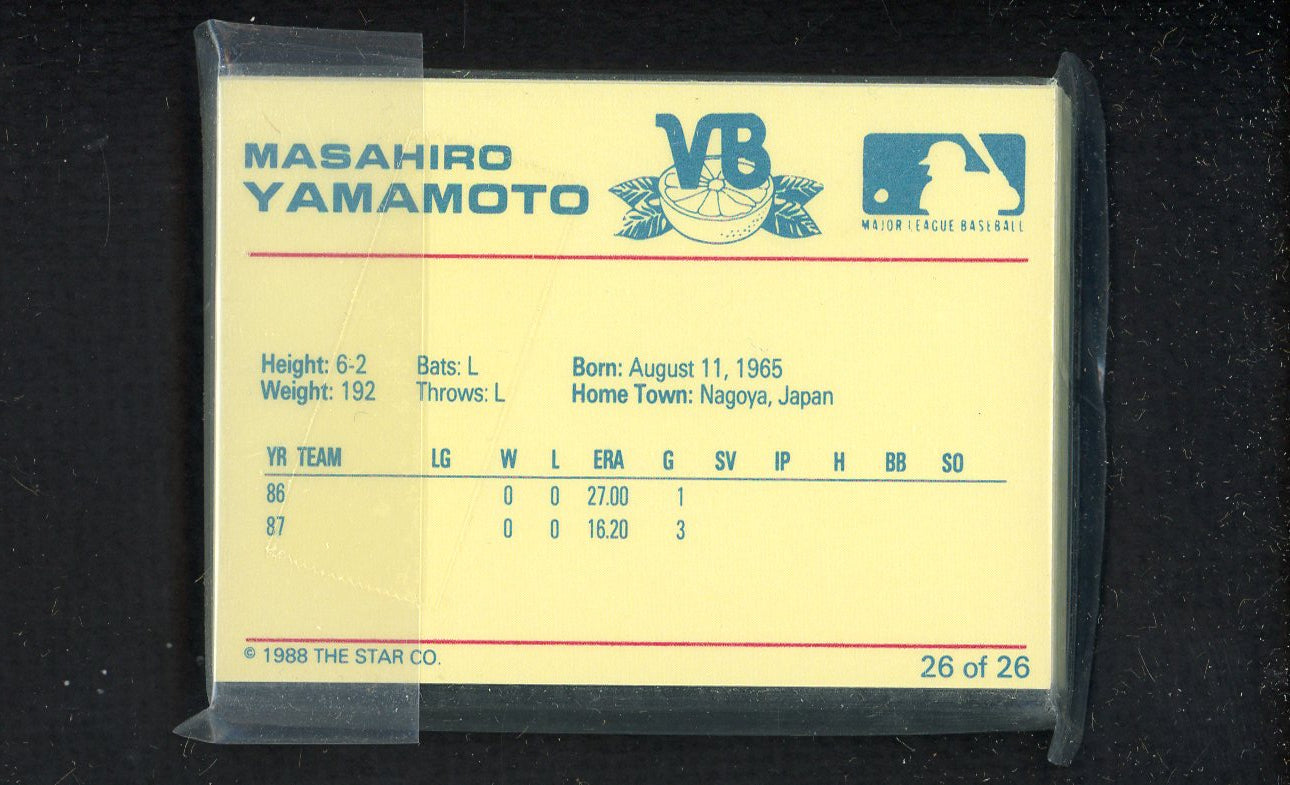 MASAHIRO
YAMAMOTO
VB
MAJOR LEAGUE BASEBALL
Height: 6-2 Bats: L Born: August 11, 1965
Weight: 192 Throws: L Home Town: Nagoya, Japan
YR TEAM LG W L ERA G SV IP H BB SO
86 0 0 27.00 1
87 0 0 16.20 3
© 1988 THE STAR CO.
26 of 26